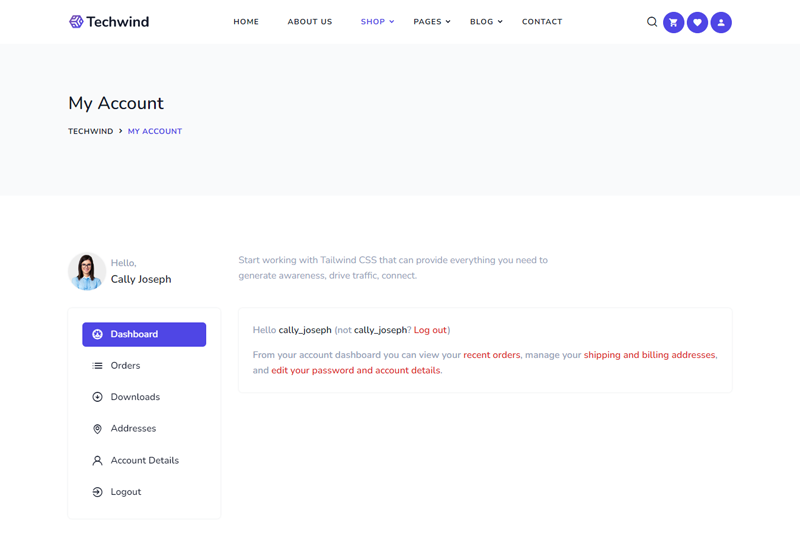 Techwind
HOME
ABOUT US
SHOP
PAGES
BLOG
CONTACT
My Account
TECHWIND > MY ACCOUNT
Hello,
Cally Joseph
Start working with Tailwind CSS that can provide everything you need to
generate awareness, drive traffic, connect.
Dashboard
Orders
Downloads
Addresses
Account Details
Logout
Hello cally_joseph (not cally_joseph? Log out)
From your account dashboard you can view your recent orders, manage your shipping and billing addresses,
and edit your password and account details.